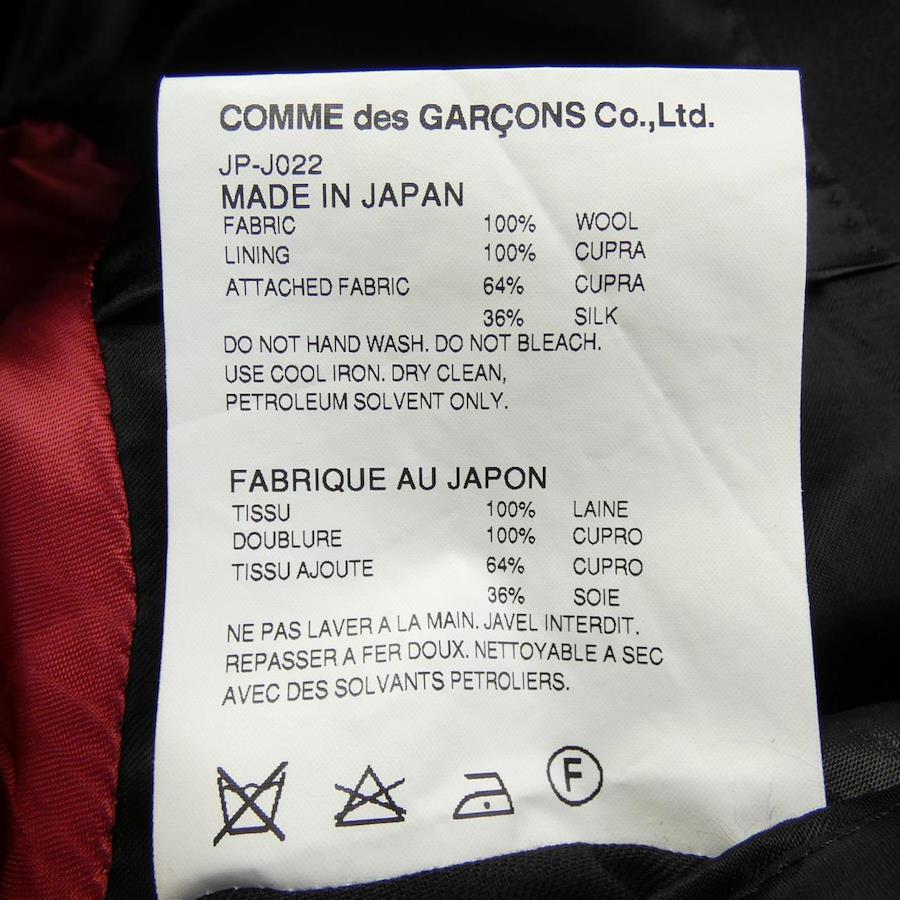 COMME des GARÇONS Co.,Ltd.
JP-J022
MADE IN JAPAN
FABRIC 100% WOOL
LINING 100% CUPRA
ATTACHED FABRIC 64% CUPRA
36% SILK
DO NOT HAND WASH. DO NOT BLEACH.
USE COOL IRON. DRY CLEAN,
PETROLEUM SOLVENT ONLY.
FABRIQUE AU JAPON
TISSU 100% LAINE
DOUBLURE 100% CUPRO
TISSU AJOUTE 64% CUPRO
36% SOIE
NE PAS LAVER A LA MAIN. JAVEL INTERDIT.
REPASSER A FER DOUX. NETTOYABLE A SEC
AVEC DES SOLVANTS PETROLIERS.
F